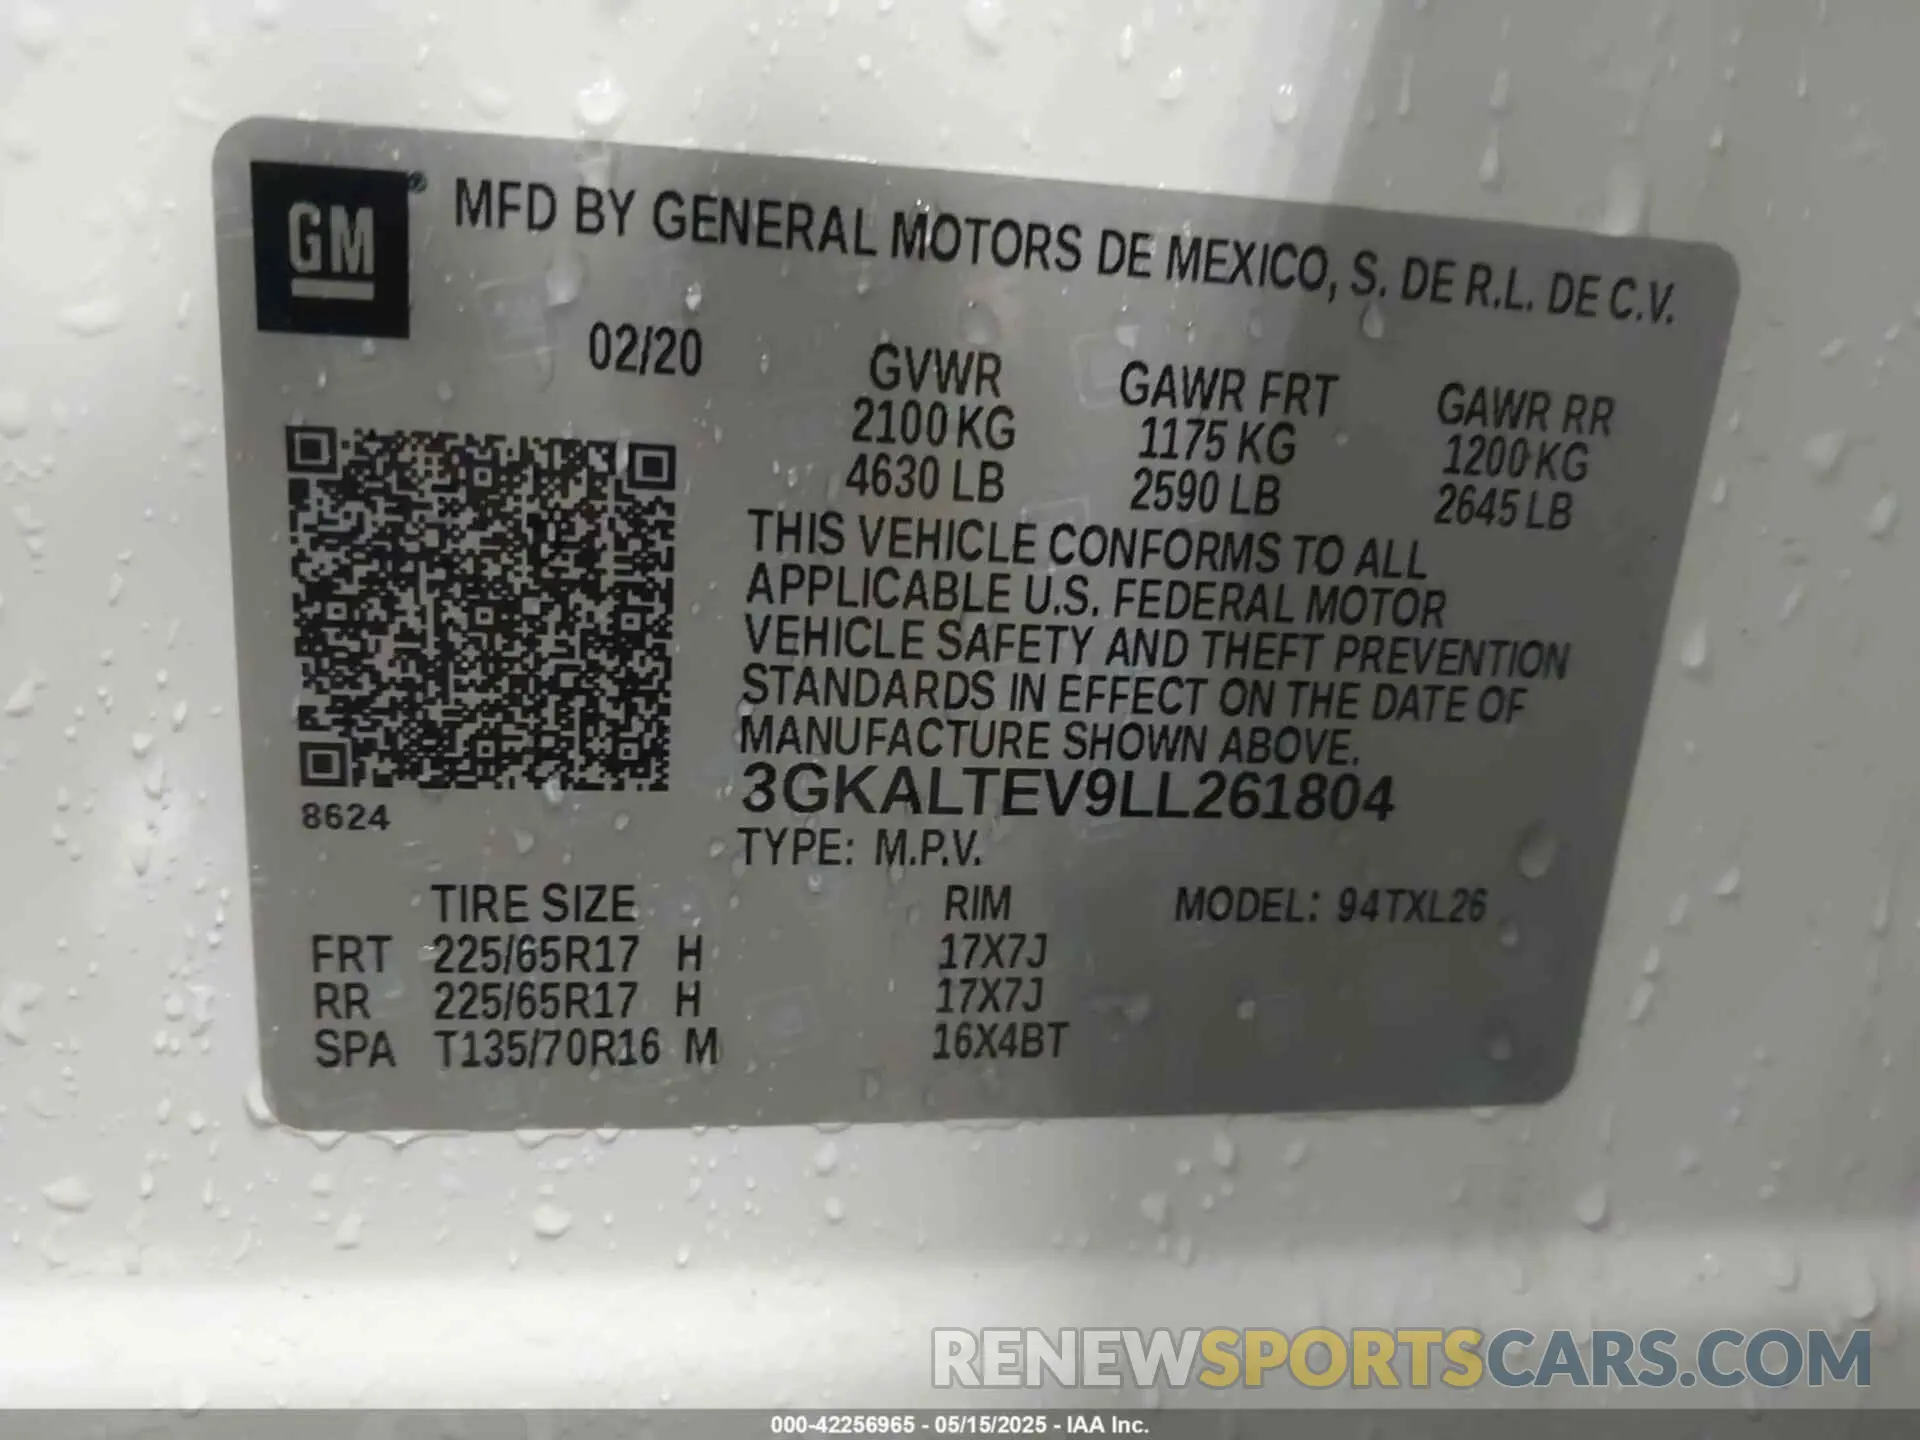 GM® MFD BY GENERAL MOTORS DE MEXICO, S. DE R.L. DE C.V.
02/20
GVWR GAWR FRT GAWR RR
2100 KG 1175 KG 1200 KG
4630 LB 2590 LB 2645 LB
THIS VEHICLE CONFORMS TO ALL
APPLICABLE U.S. FEDERAL MOTOR
VEHICLE SAFETY AND THEFT PREVENTION
STANDARDS IN EFFECT ON THE DATE OF
MANUFACTURE SHOWN ABOVE.
3GKALTEV9LL261804
8624
TYPE: M.P.V.
TIRE SIZE RIM MODEL: 94TXL26
FRT 225/65R17 H 17X7J
RR 225/65R17 H 17X7J
SPA T135/70R16 M 16X4BT
RENEWSPORTSCARS.COM
000-42256965 - 05/15/2025 - IAA Inc.